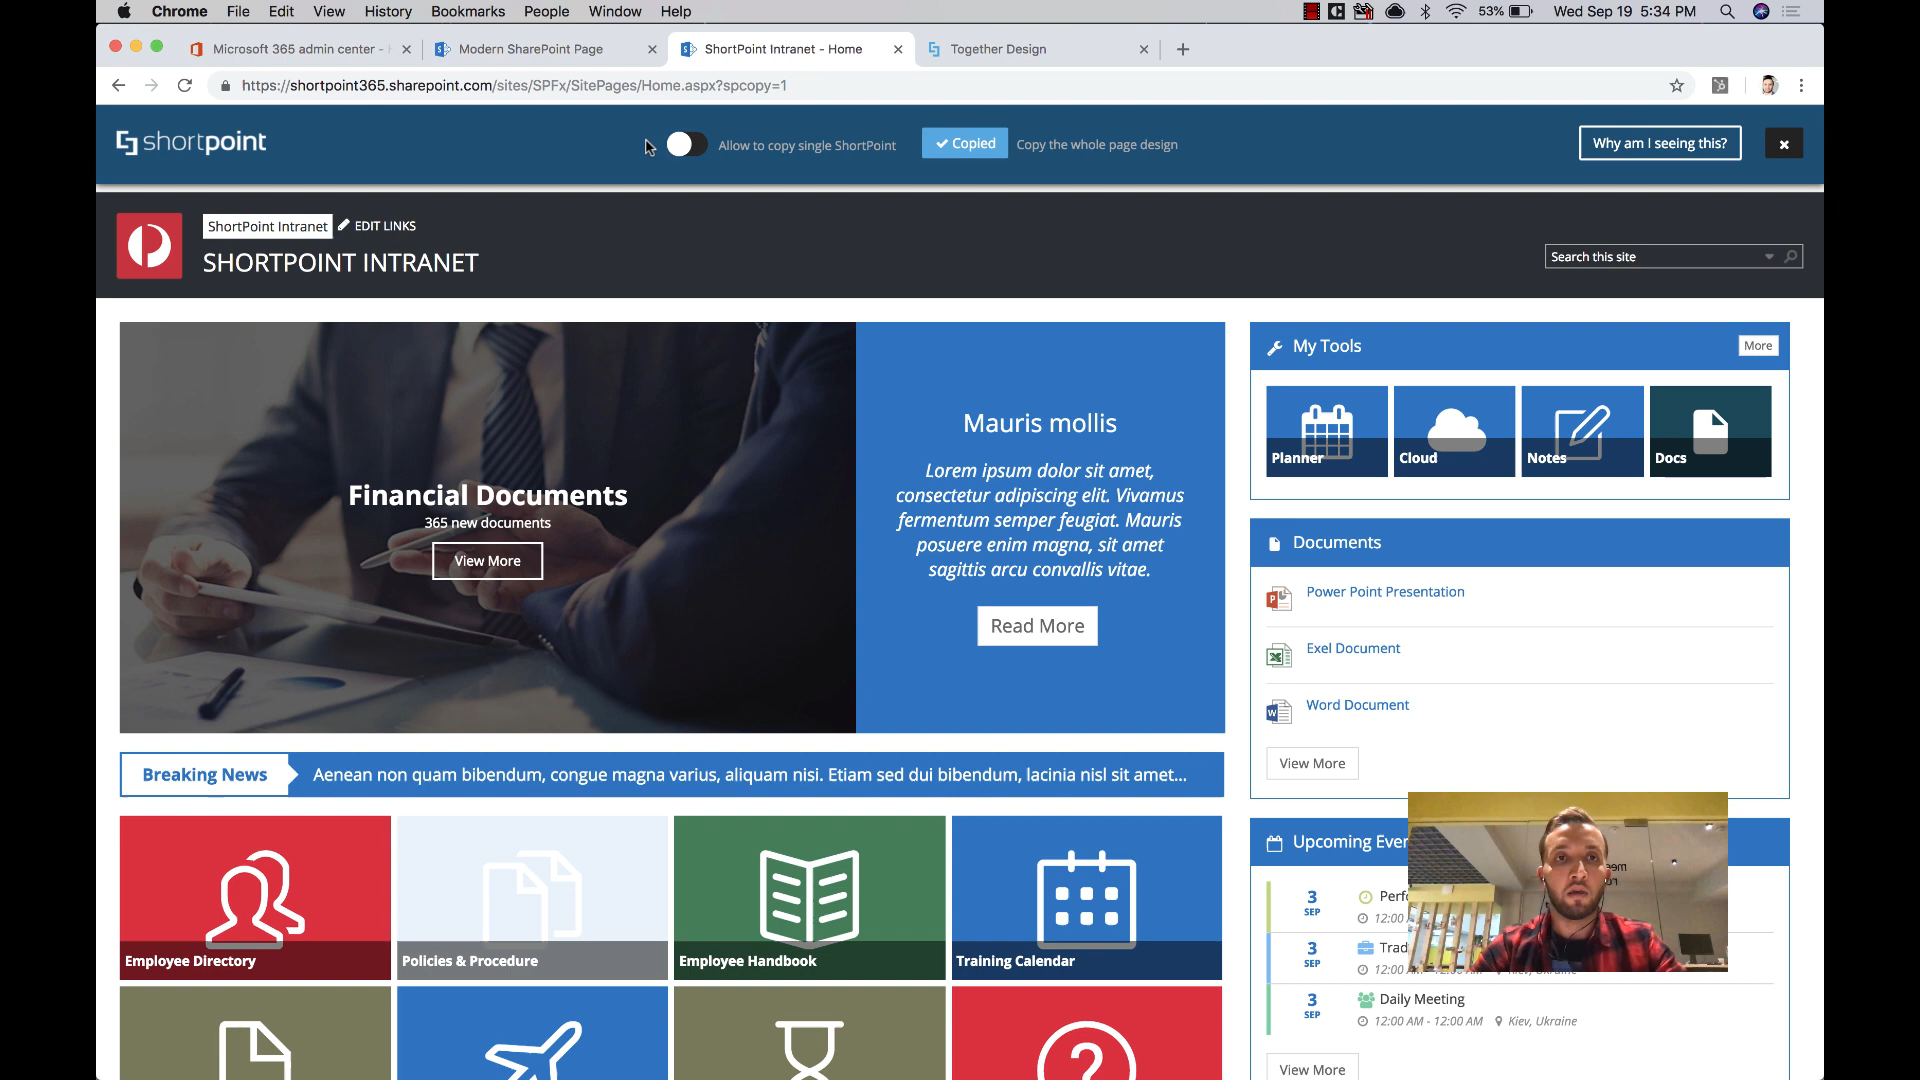 Chrome File Edit View History Bookmarks People Window Help
53% Wed Sep 19 5:34 PM
Microsoft 365 admin center -
Modern SharePoint Page
ShortPoint Intranet - Home
Together Design
https://shortpoint365.sharepoint.com/sites/SPFx/SitePages/Home.aspx?spcopy=1
shortpoint
Allow to copy single ShortPoint
Copied
Copy the whole page design
Why am I seeing this?
ShortPoint Intranet
EDIT LINKS
SHORTPOINT INTRANET
Search this site
Financial Documents
365 new documents
View More
Mauris mollis
Lorem ipsum dolor sit amet,
consectetur adipiscing elit. Vivamus
fermentum semper feugiat. Mauris
posuere enim magna, sit amet
sagittis arcu convallis vitae.
Read More
Breaking News
Aenean non quam bibendum, congue magna varius, aliquam nisi. Etiam sed dui bibendum, lacinia nisl sit amet...
Employee Directory
Policies & Procedure
Employee Handbook
Training Calendar
My Tools
More
Planner
Cloud
Notes
Docs
Documents
Power Point Presentation
Exel Document
Word Document
View More
Upcoming
3
SEP
12:00
3
SEP
12:00
3
SEP
Daily Meeting
12:00 AM - 12:00 AM Kiev, Ukraine
View More